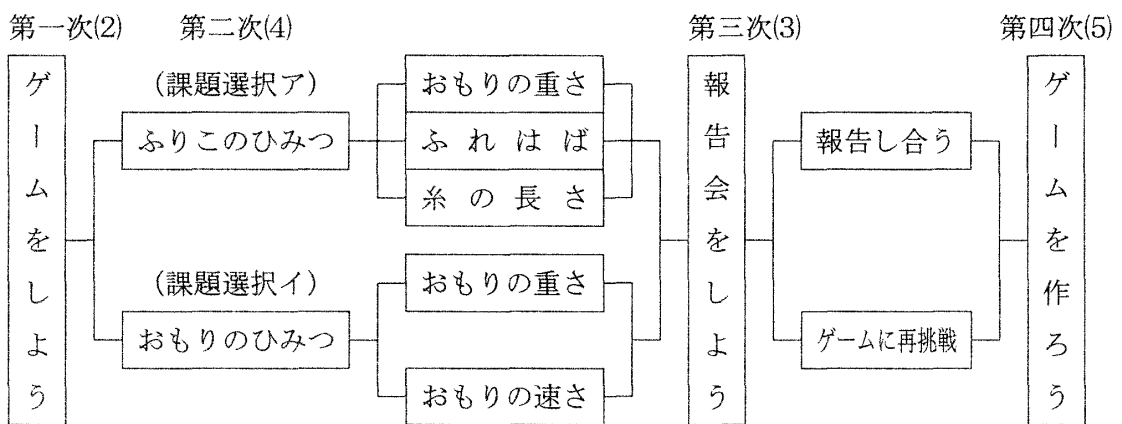 第一次(2)
第二次(4)
第三次(3)
第四次(5)
ゲームをしよう
(課題選択ア)
ふりこのひみつ
おもりの重さ
ふれはば
糸の長さ
(課題選択イ)
おもりのひみつ
おもりの重さ
おもりの速さ
報告会をしよう
報告し合う
ゲームに再挑戦
ゲームを作ろう